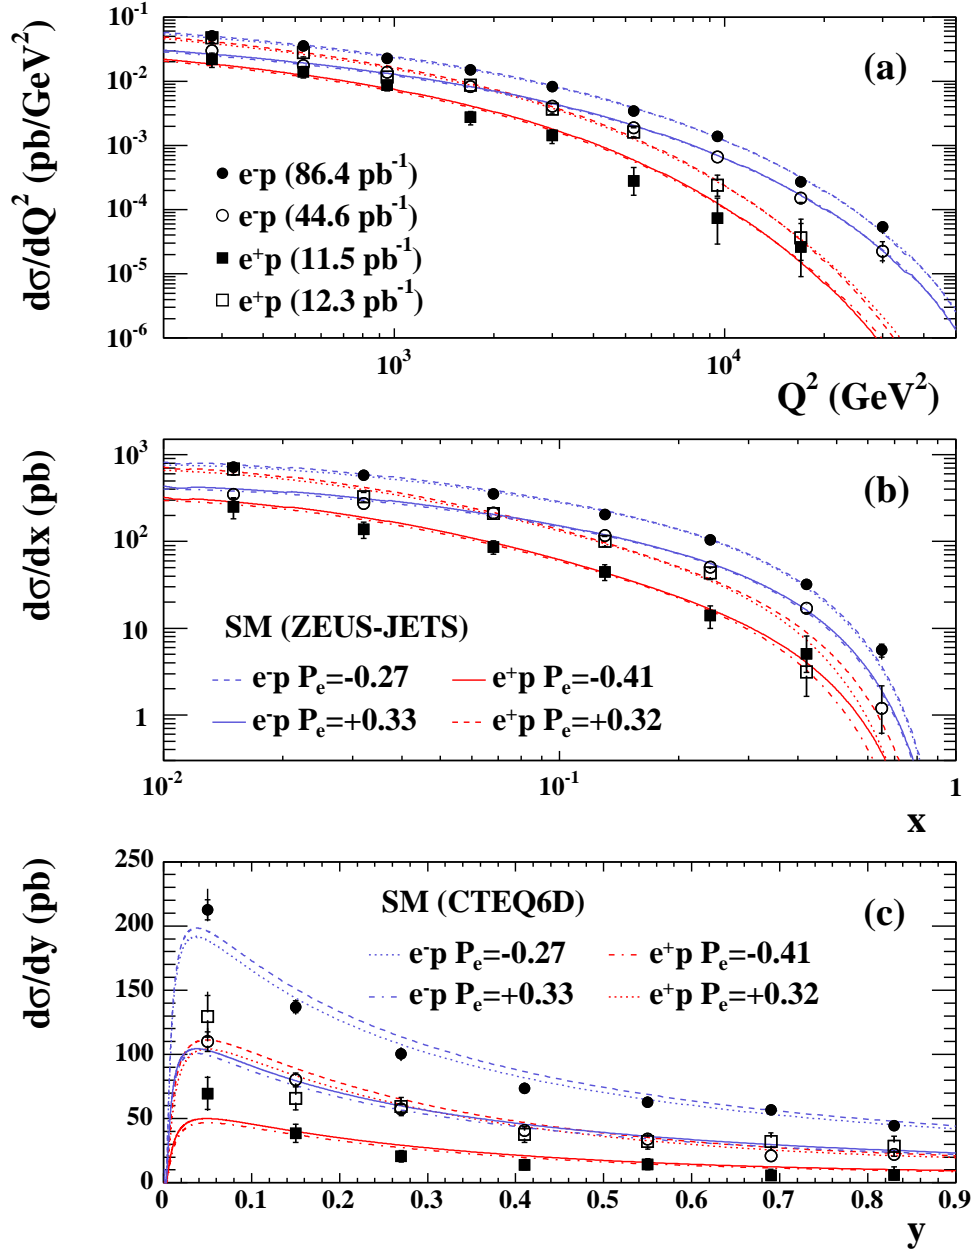 dσ/dQ² (pb/GeV²)
10⁻¹
10⁻²
10⁻³
10⁻⁴
10⁻⁵
10⁻⁶
(a)
e⁻p (86.4 pb⁻¹)
e⁻p (44.6 pb⁻¹)
e⁺p (11.5 pb⁻¹)
e⁺p (12.3 pb⁻¹)
10³ 10⁴
Q² (GeV²)
dσ/dx (pb)
10³
10²
10
1
(b)
SM (ZEUS-JETS)
e⁻p Pₑ=-0.27 e⁺p Pₑ=-0.41
e⁻p Pₑ=+0.33 e⁺p Pₑ=+0.32
10⁻² 10⁻¹ 1
x
dσ/dy (pb)
250
200
150
100
50
0
(c)
SM (CTEQ6D)
e⁻p Pₑ=-0.27 e⁺p Pₑ=-0.41
e⁻p Pₑ=+0.33 e⁺p Pₑ=+0.32
0 0.1 0.2 0.3 0.4 0.5 0.6 0.7 0.8 0.9
y